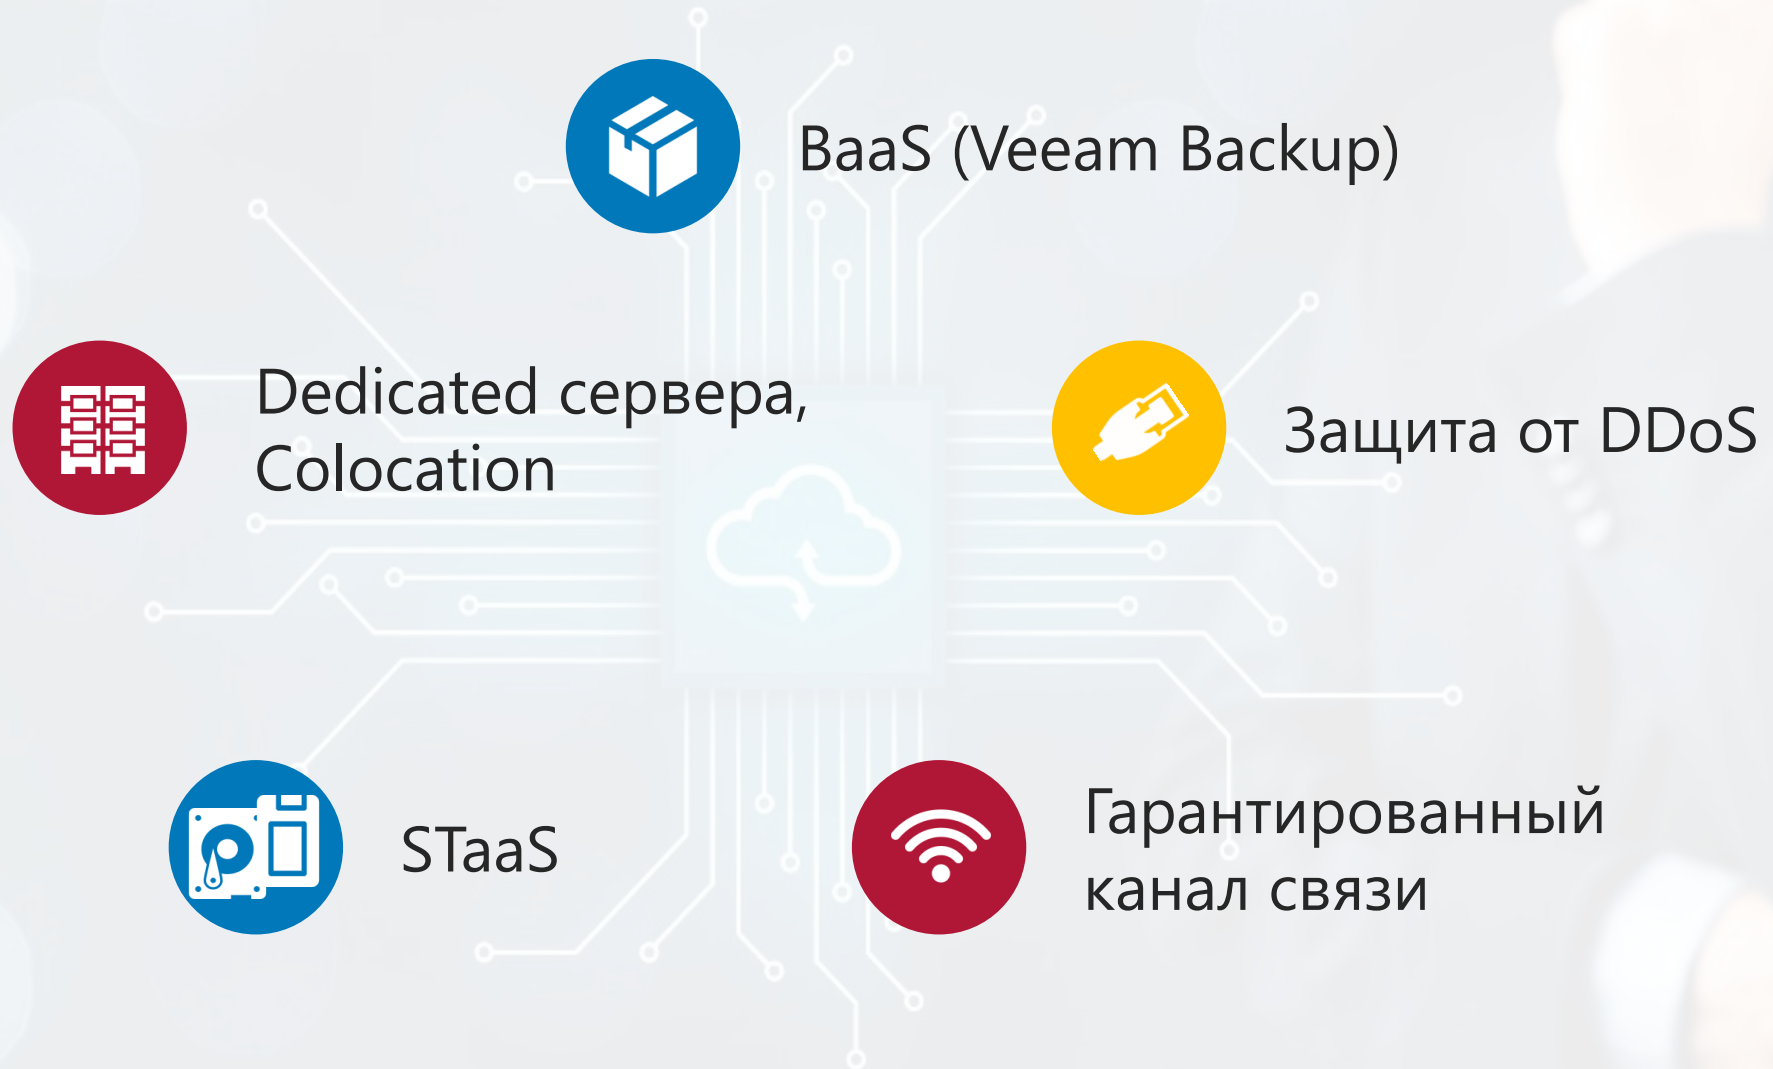 BaaS (Veeam Backup)
Dedicated сервера,
Colocation
Защита от DDoS
STaaS
Гарантированный
канал связи